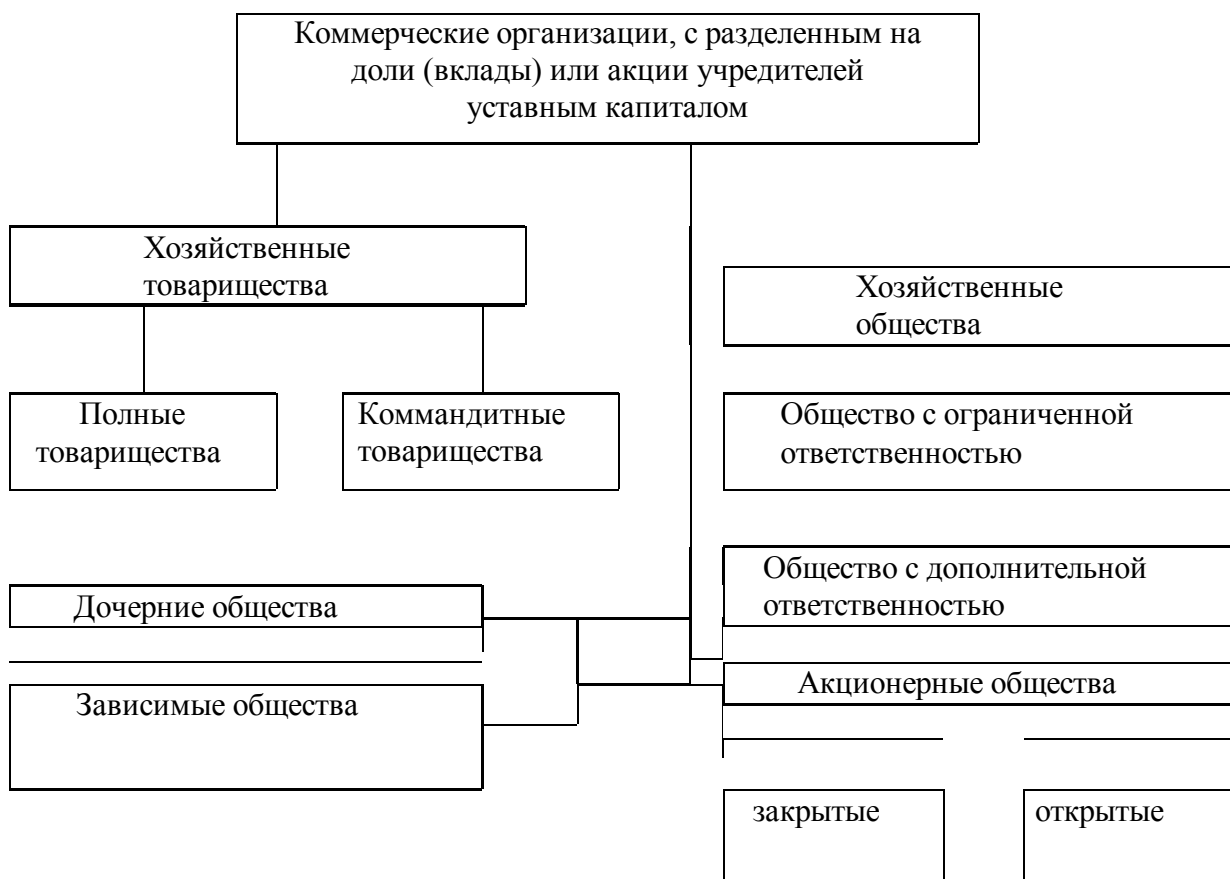 Коммерческие организации, с разделенным на
доли (вклады) или акции учредителей
уставным капиталом
Хозяйственные
товарищества
Хозяйственные
общества
Полные
товарищества
Коммандитные
товарищества
Общество с ограниченной
ответственностью
Общество с дополнительной
ответственностью
Дочерние общества
Акционерные общества
Зависимые общества
закрытые
открытые